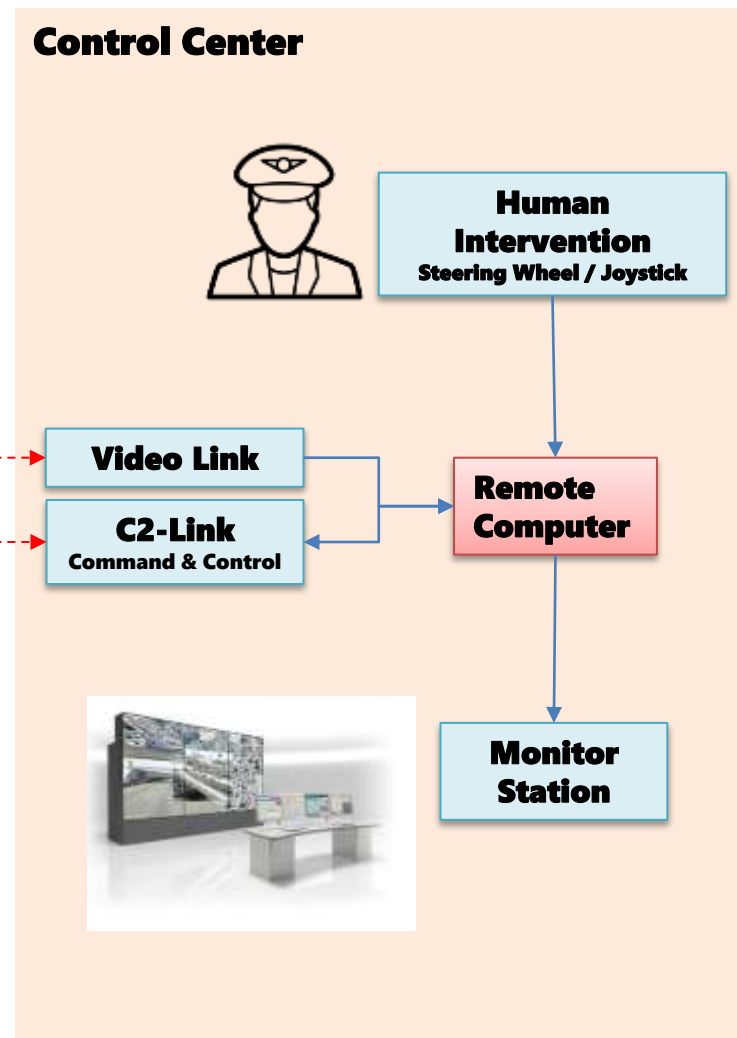 Control Center
Human
Intervention
Steering Wheel / Joystick
Video Link
C2-Link
Command & Control
Remote
Computer
Monitor
Station